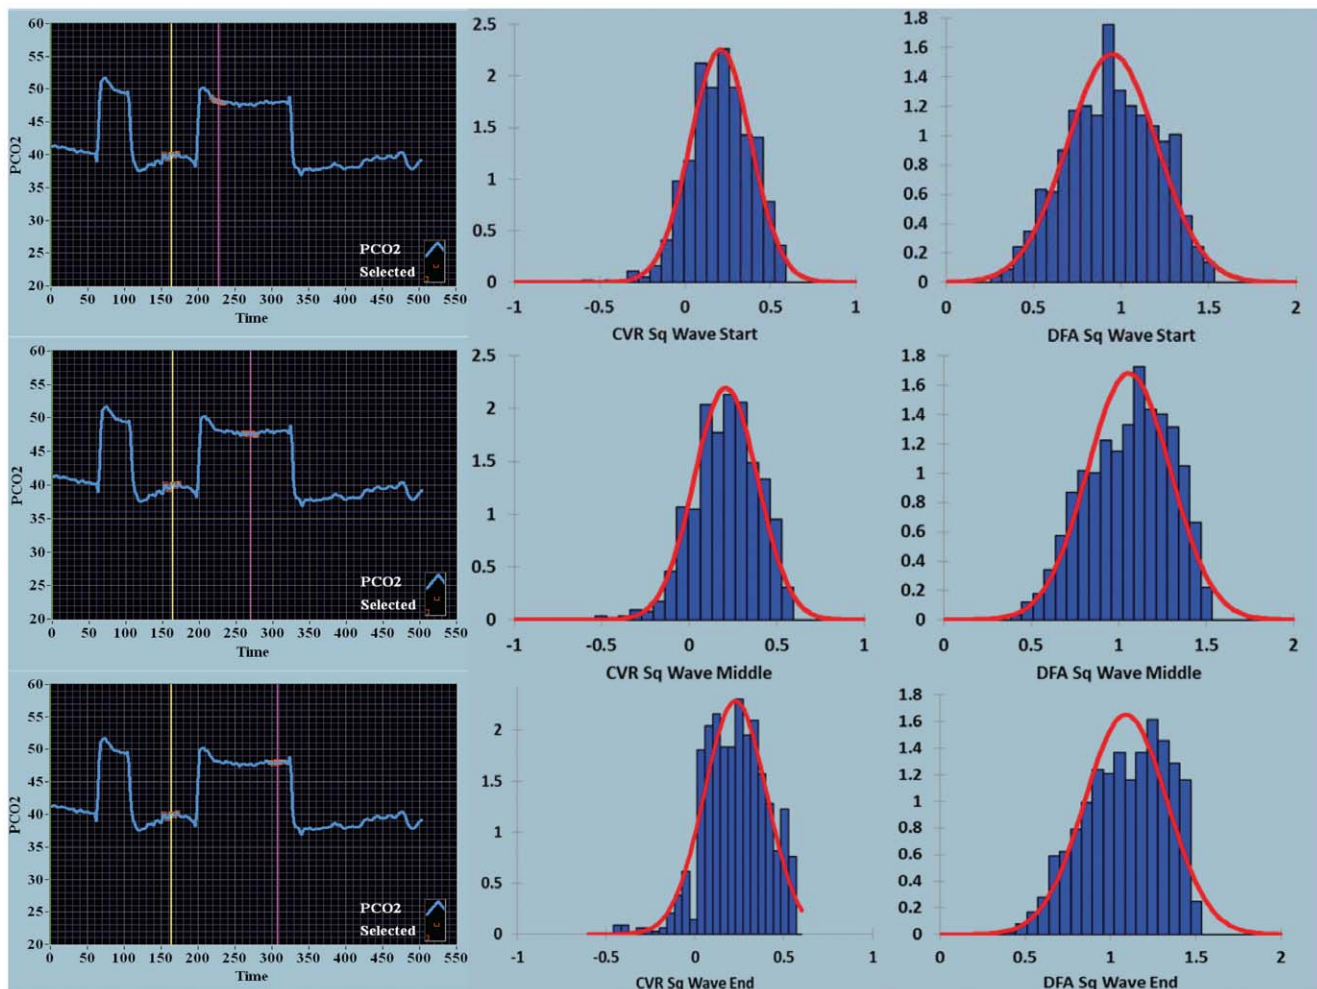 60
55
50
45
40
35
30
25
20
PCO2
PCO2
Selected
0 50 100 150 200 250 300 350 400 450 500 550
Time
2.5
2
1.5
1
0.5
0
-1 -0.5 0 0.5 1
CVR Sq Wave Start
1.8
1.6
1.4
1.2
1
0.8
0.6
0.4
0.2
0
0 0.5 1 1.5 2
DFA Sq Wave Start
60
55
50
45
40
35
30
25
20
PCO2
PCO2
Selected
0 50 100 150 200 250 300 350 400 450 500 550
Time
2.5
2
1.5
1
0.5
0
-1 -0.5 0 0.5 1
CVR Sq Wave Middle
1.8
1.6
1.4
1.2
1
0.8
0.6
0.4
0.2
0
0 0.5 1 1.5 2
DFA Sq Wave Middle
60
55
50
45
40
35
30
25
20
PCO2
PCO2
Selected
0 50 100 150 200 250 300 350 400 450 500 550
Time
2
1.5
1
0.5
0
-1 -0.5 0 0.5 1
CVR Sq Wave End
1.8
1.6
1.4
1.2
1
0.8
0.6
0.4
0.2
0
0 0.5 1 1.5 2
DFA Sq Wave End